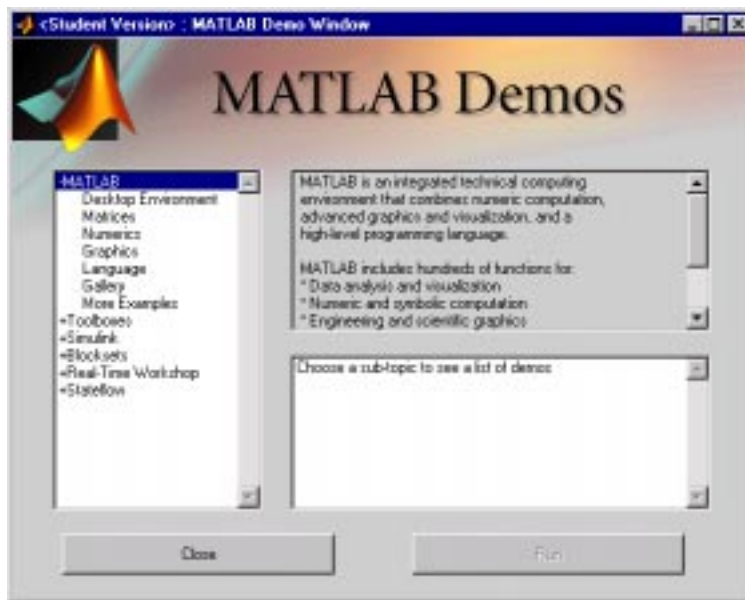 <Student Version> : MATLAB Demo Window
MATLAB Demos
-MATLAB
Desktop Environment
Matrices
Numerics
Graphics
Language
Gallery
More Examples
+Toolboxes
+Simulink
+Blocksets
+Real-Time Workshop
+Stateflow
MATLAB is an integrated technical computing
environment that combines numeric computation,
advanced graphics and visualization, and a
high-level programming language.
MATLAB includes hundreds of functions for:
* Data analysis and visualization
* Numeric and symbolic computation
* Engineering and scientific graphics
Choose a sub-topic to see a list of demos
Close
Run